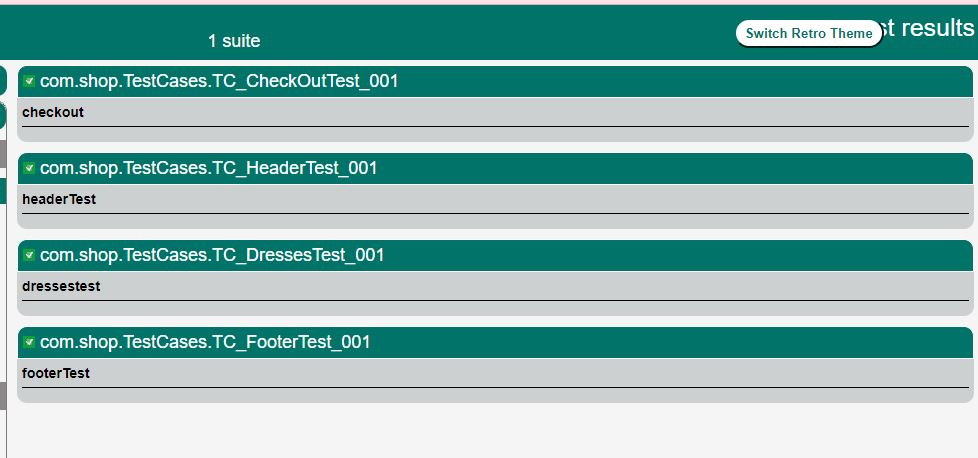 1 suite
Switch Retro Theme
st results
com.shop.TestCases.TC_CheckOutTest_001
checkout
com.shop.TestCases.TC_HeaderTest_001
headerTest
com.shop.TestCases.TC_DressesTest_001
dressestest
com.shop.TestCases.TC_FooterTest_001
footerTest